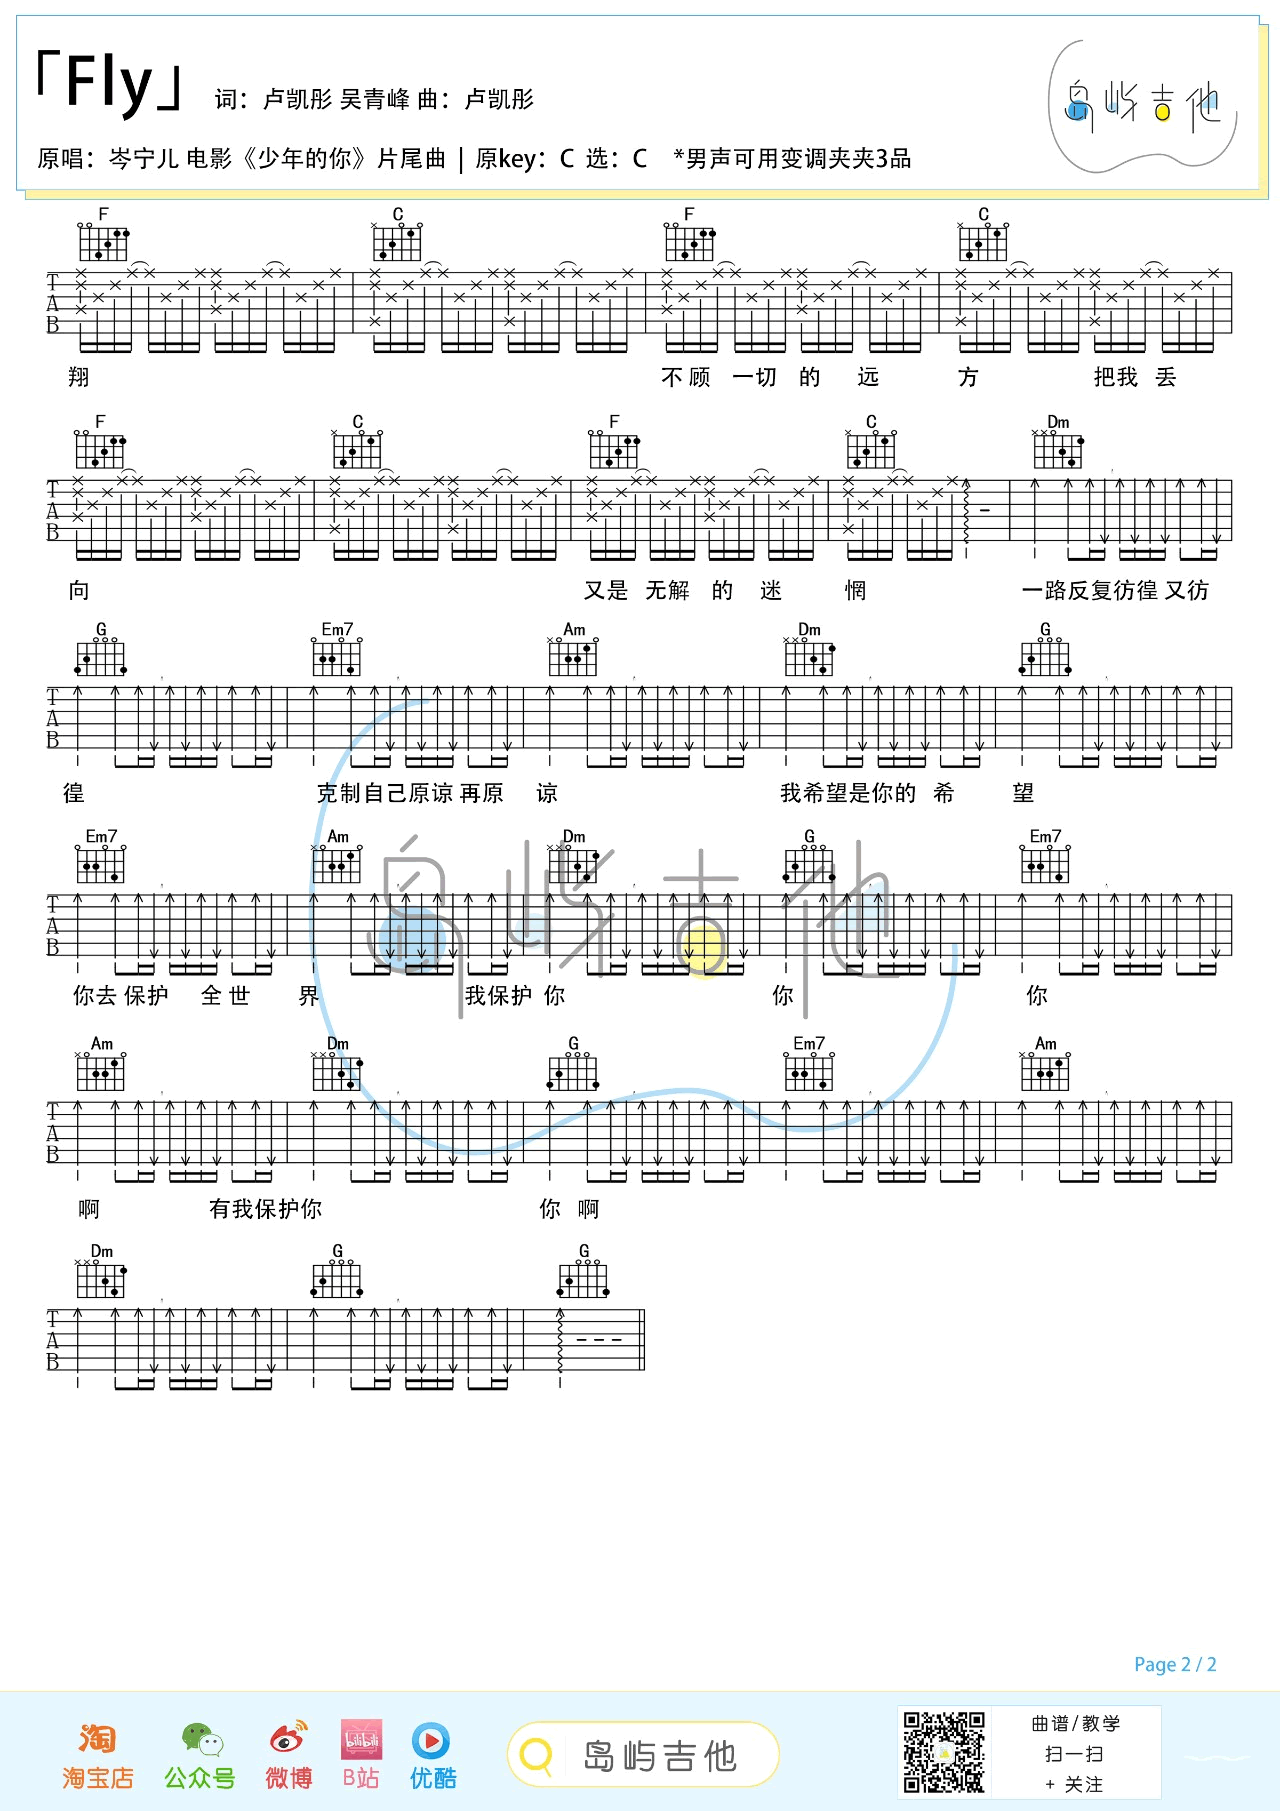 「Fly」 词：卢凯彤 吴青峰 曲：卢凯彤
岛屿吉他
原唱：岑宁儿 电影《少年的你》片尾曲 | 原key：C 选：C *男声可用变调夹夹3品
F C F C
T
A
B
翔 不 顾 一切 的 远 方 把我 丢
F C F C Dm
T
A
B
向 又是 无解 的 迷 惘 一路反复彷徨 又彷
G Em7 Am Dm G
T
A
B
徨 克制自己原谅 再原 谅 我希望是你的 希 望
Em7 Am Dm G Em7
岛屿吉他
T
A
B
你去 保护 全 世 界 我保护 你 你 你
Am Dm G Em7 Am
T
A
B
啊 有我保护你 你 啊
Dm G G
T
A
B
Page 2 / 2
淘
bilibili
淘宝店 公众号 微博 B站 优酷
岛屿吉他
曲谱/教学
扫一扫
+ 关注